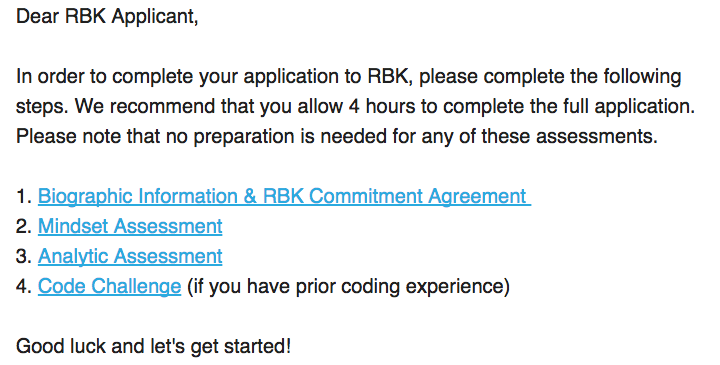 Dear RBK Applicant,
In order to complete your application to RBK, please complete the following
steps. We recommend that you allow 4 hours to complete the full application.
Please note that no preparation is needed for any of these assessments.
1. Biographic Information & RBK Commitment Agreement
2. Mindset Assessment
3. Analytic Assessment
4. Code Challenge (if you have prior coding experience)
Good luck and let's get started!